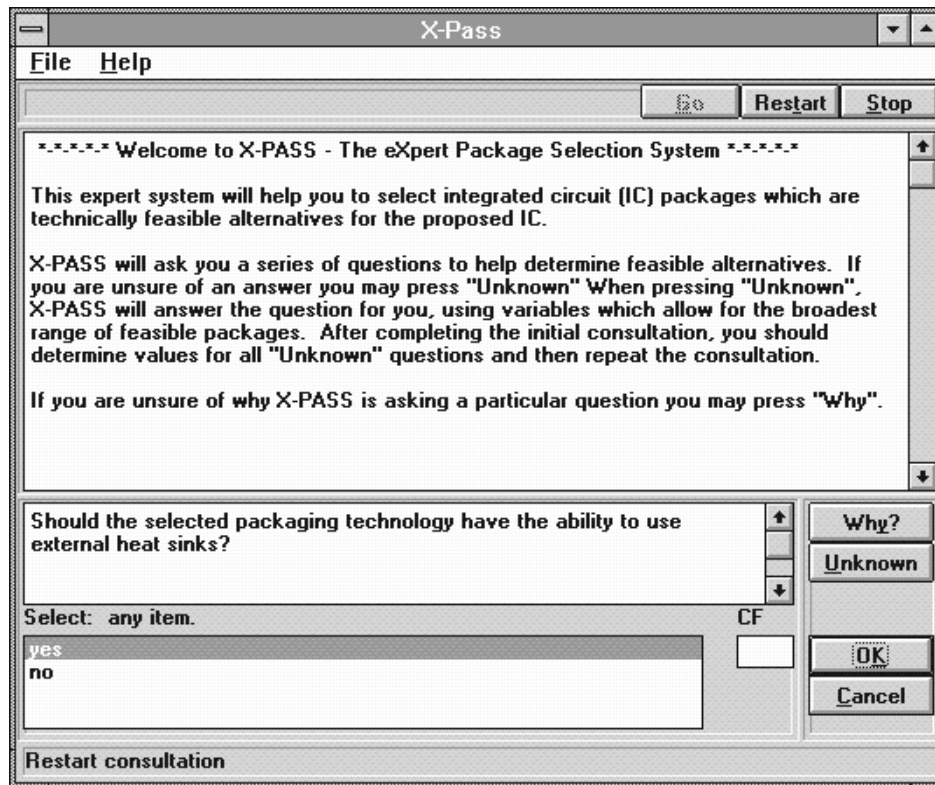 X-Pass
File Help
Go Restart Stop
*-*-*-*-* Welcome to X-PASS - The eXpert Package Selection System *-*-*-*-*
This expert system will help you to select integrated circuit (IC) packages which are
technically feasible alternatives for the proposed IC.
X-PASS will ask you a series of questions to help determine feasible alternatives. If
you are unsure of an answer you may press "Unknown" When pressing "Unknown",
X-PASS will answer the question for you, using variables which allow for the broadest
range of feasible packages. After completing the initial consultation, you should
determine values for all "Unknown" questions and then repeat the consultation.
If you are unsure of why X-PASS is asking a particular question you may press "Why".
Should the selected packaging technology have the ability to use
external heat sinks?
Why?
Unknown
Select: any item.
CF
yes
no
OK
Cancel
Restart consultation